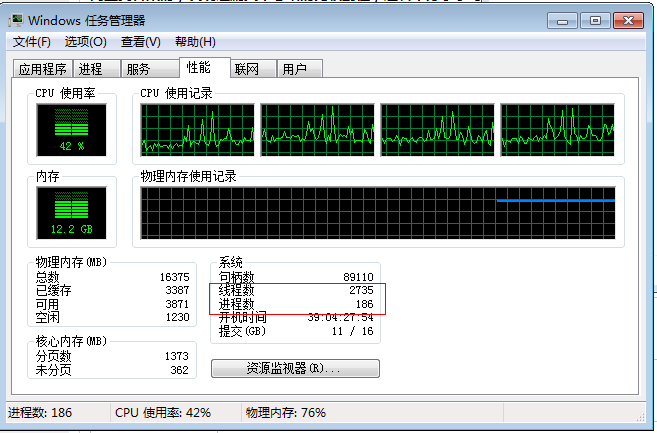 Windows 任务管理器
文件(F) 选项(O) 查看(V) 帮助(H)
应用程序 进程 服务 性能 联网 用户
CPU 使用率 CPU 使用记录
42 %
内存 物理内存使用记录
12.2 GB
物理内存(MB)
总数 16375
已缓存 3387
可用 3871
空闲 1230
系统
句柄数 89110
线程数 2735
进程数 186
开机时间 39:04:27:54
提交(GB) 11 / 16
核心内存(MB)
分页数 1373
未分页 362
资源监视器(R)...
进程数: 186 CPU 使用率: 42% 物理内存: 76%